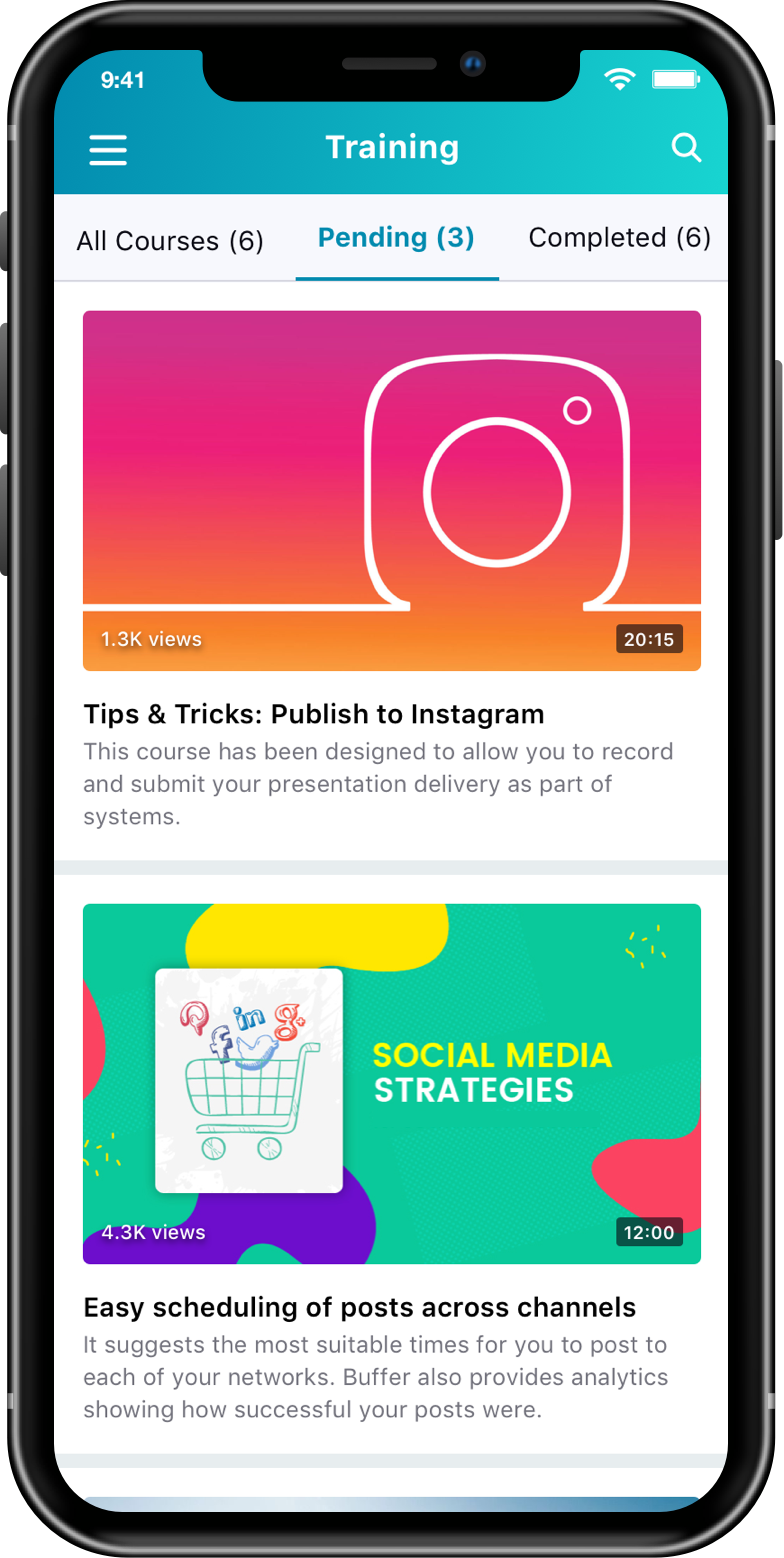 9:41
Training
All Courses (6) Pending (3) Completed (6)
1.3K views 20:15
Tips & Tricks: Publish to Instagram
This course has been designed to allow you to record
and submit your presentation delivery as part of
systems.
in g+
f
SOCIAL MEDIA
STRATEGIES
4.3K views 12:00
Easy scheduling of posts across channels
It suggests the most suitable times for you to post to
each of your networks. Buffer also provides analytics
showing how successful your posts were.